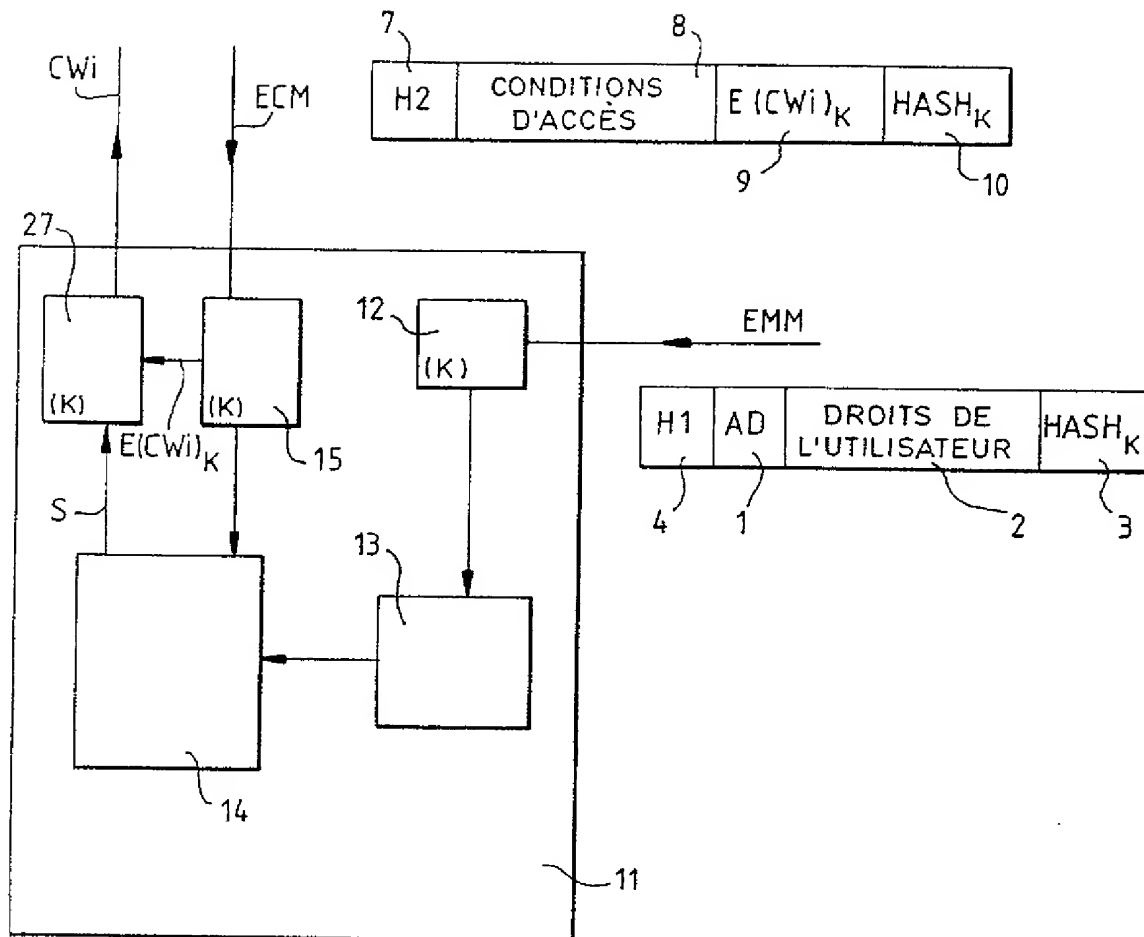 7
8
CWi
ECM
H2
CONDITIONS
D'ACCÈS
E(CWi)K
HASHK
9
10
27
12
EMM
(K)
(K)
(K)
E(CWi)K
15
H1
AD
DROITS DE
L'UTILISATEUR
HASHK
S
4
1
2
3
13
14
11